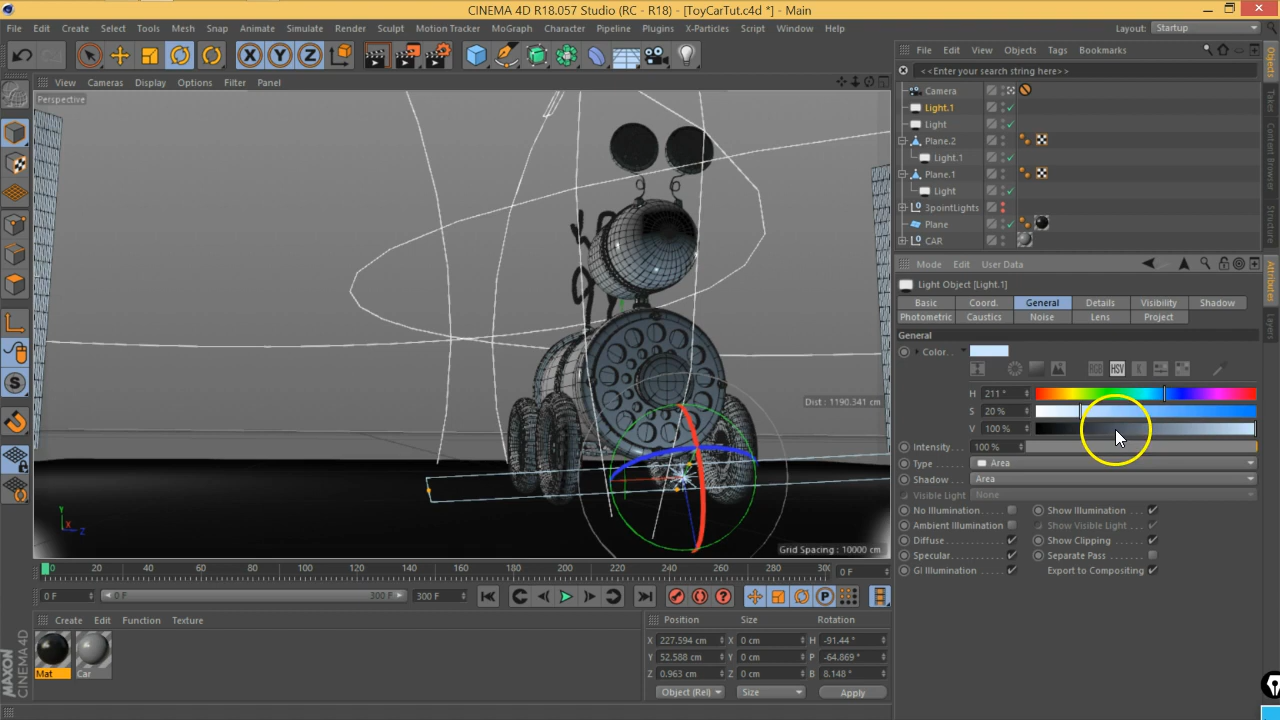 CINEMA 4D R18.057 Studio (RC - R18) - [ToyCarTut.c4d *] - Main
File Edit Create Select Tools Mesh Snap Animate Simulate Render Sculpt Motion Tracker MoGraph Character Pipeline Plugins X-Particles Script Window Help Layout: Startup
X Y Z
File Edit View Objects Tags Bookmarks
<<Enter your search string here>>
View Cameras Display Options Filter Panel
Perspective
Camera
Light.1
Light
Plane.2
Light.1
Plane.1
Light
3pointLights
Plane
CAR
Objects
Takes
Content Browser
Structure
Mode Edit User Data
Light Object [Light.1]
Basic Coord. General Details Visibility Shadow
Photometric Caustics Noise Lens Project
Attributes
Layers
General
Color
RGB HSV K
H 211 °
S 20 %
V 100 %
Intensity 100 %
Type Area
Shadow Area
Visible Light None
No Illumination Show Illumination
Ambient Illumination Show Visible Light
Diffuse Show Clipping
Specular Separate Pass
GI Illumination Export to Compositing
Dist : 1190.341 cm
Y
X Z
Grid Spacing : 10000 cm
0 20 40 60 80 100 120 140 160 180 200 220 240 260 280 300 0 F
0 F 0 F 300 F 300 F
P
Create Edit Function Texture
Mat Car
MAXON
CINEMA 4D
Position Size Rotation
X 227.594 cm X 0 cm H -91.44 °
Y 52.588 cm Y 0 cm P -64.869 °
Z 0.963 cm Z 0 cm B 8.148 °
Object (Rel) Size Apply